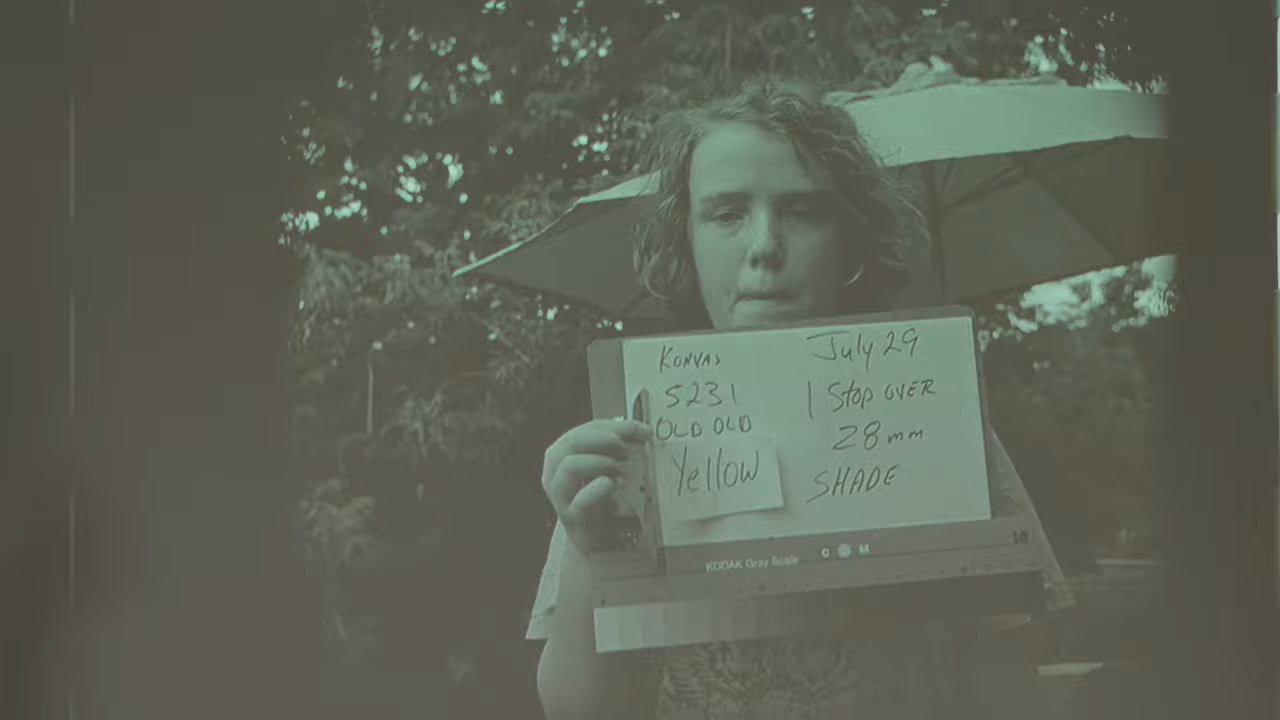 KONVAS
5231
OLD OLD
Yellow
July 29
1 Stop OVER
28mm
SHADE
KODAK Gray Scale
C M